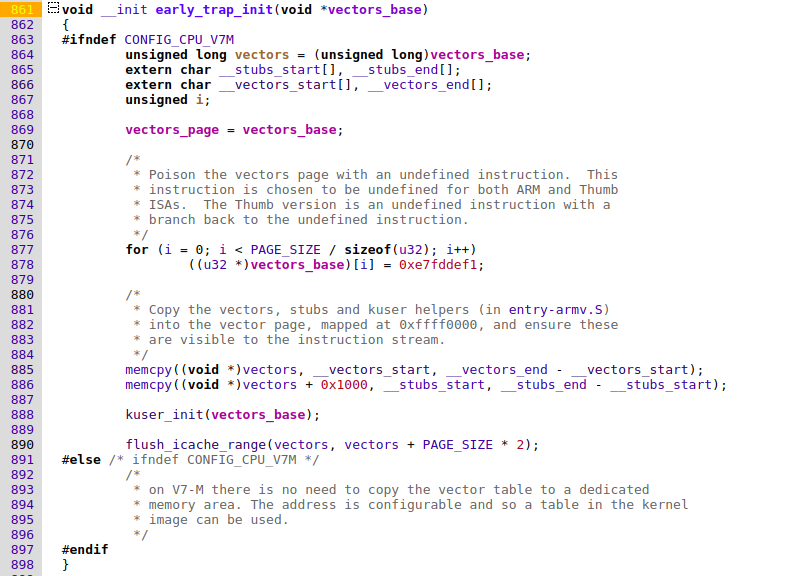 861 void __init early_trap_init(void *vectors_base)
862 {
863 #ifndef CONFIG_CPU_V7M
864         unsigned long vectors = (unsigned long)vectors_base;
865         extern char __stubs_start[], __stubs_end[];
866         extern char __vectors_start[], __vectors_end[];
867         unsigned i;
868
869         vectors_page = vectors_base;
870
871         /*
872          * Poison the vectors page with an undefined instruction.  This
873          * instruction is chosen to be undefined for both ARM and Thumb
874          * ISAs.  The Thumb version is an undefined instruction with a
875          * branch back to the undefined instruction.
876          */
877         for (i = 0; i < PAGE_SIZE / sizeof(u32); i++)
878                 ((u32 *)vectors_base)[i] = 0xe7fddef1;
879
880         /*
881          * Copy the vectors, stubs and kuser helpers (in entry-armv.S)
882          * into the vector page, mapped at 0xffff0000, and ensure these
883          * are visible to the instruction stream.
884          */
885         memcpy((void *)vectors, __vectors_start, __vectors_end - __vectors_start);
886         memcpy((void *)vectors + 0x1000, __stubs_start, __stubs_end - __stubs_start);
887
888         kuser_init(vectors_base);
889
890         flush_icache_range(vectors, vectors + PAGE_SIZE * 2);
891 #else /* ifndef CONFIG_CPU_V7M */
892         /*
893          * on V7-M there is no need to copy the vector table to a dedicated
894          * memory area. The address is configurable and so a table in the kernel
895          * image can be used.
896          */
897 #endif
898 }